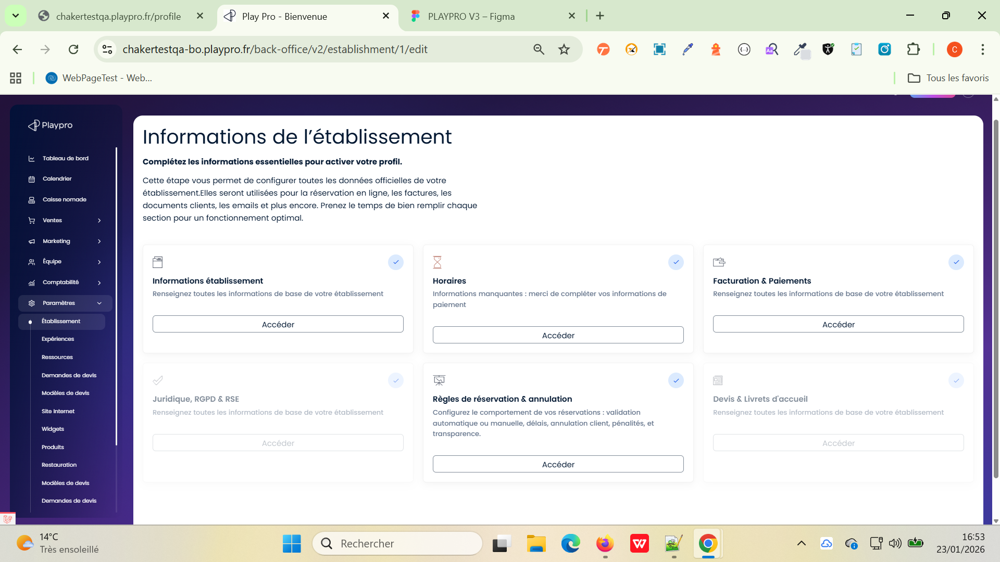 chakertestqa.playpro.fr/profile
Play Pro - Bienvenue
PLAYPRO V3 – Figma
chakertestqa-bo.playpro.fr/back-office/v2/establishment/1/edit
C
WebPageTest - Web...
Tous les favoris
Playpro
Tableau de bord
Calendrier
Caisse nomade
Ventes
Marketing
Équipe
Comptabilité
Paramètres
Établissement
Expériences
Ressources
Demandes de devis
Modèles de devis
Site Internet
Widgets
Produits
Restauration
Modèles de devis
Demandes de devis
Informations de l’établissement
Complétez les informations essentielles pour activer votre profil.
Cette étape vous permet de configurer toutes les données officielles de votre
établissement.Elles seront utilisées pour la réservation en ligne, les factures, les
documents clients, les emails et plus encore. Prenez le temps de bien remplir chaque
section pour un fonctionnement optimal.
Informations établissement
Renseignez toutes les informations de base de votre établissement
Accéder
Horaires
Informations manquantes : merci de compléter vos informations de
paiement
Accéder
Facturation & Paiements
Renseignez toutes les informations de base de votre établissement
Accéder
Juridique, RGPD & RSE
Renseignez toutes les informations de base de votre établissement
Accéder
Règles de réservation & annulation
Configurez le comportement de vos réservations : validation
automatique ou manuelle, délais, annulation client, pénalités, et
transparence.
Accéder
Devis & Livrets d'accueil
Renseignez toutes les informations de base de votre établissement
Accéder
14°C
Très ensoleillé
Rechercher
16:53
23/01/2026